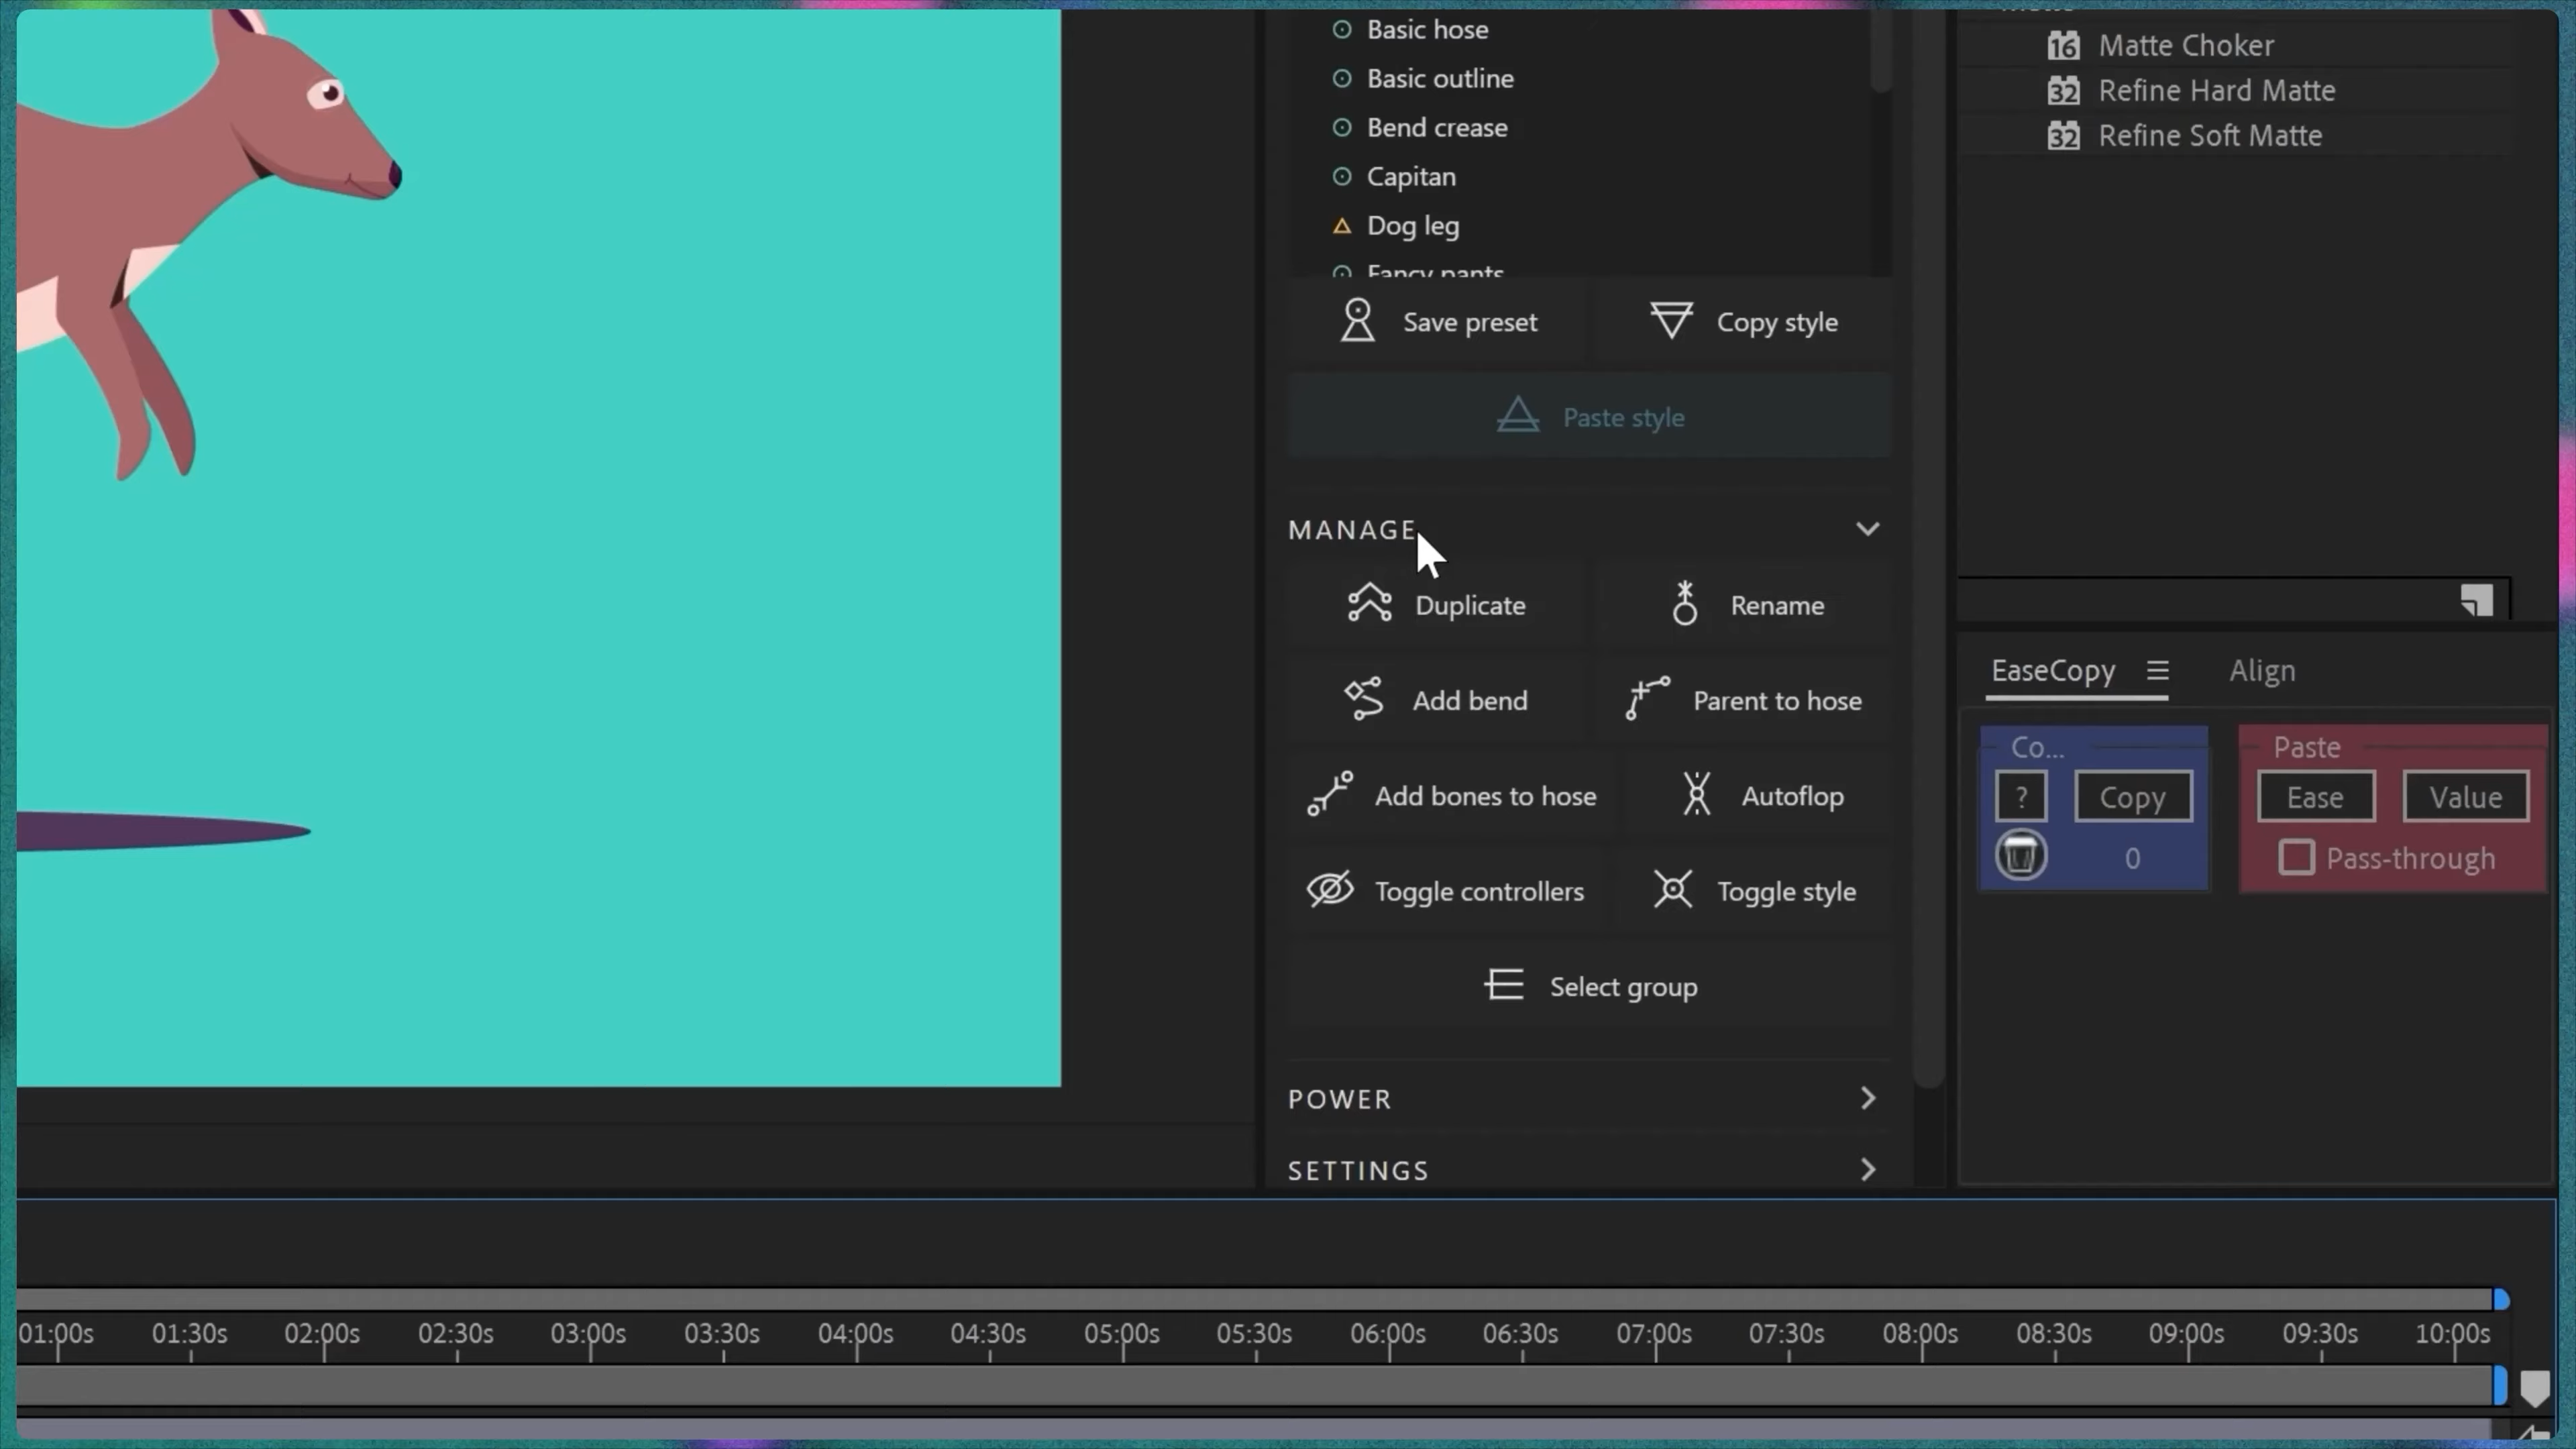 Basic hose
Basic outline
Bend crease
Capitan
Dog leg
Fancy pants
Save preset
Copy style
Paste style
MANAGE
Duplicate
Rename
Add bend
Parent to hose
Add bones to hose
Autoflop
Toggle controllers
Toggle style
Select group
POWER
SETTINGS
16 Matte Choker
32 Refine Hard Matte
32 Refine Soft Matte
EaseCopy
Align
Co...
? Copy
0
Paste
Ease Value
Pass-through
01:00s 01:30s 02:00s 02:30s 03:00s 03:30s 04:00s 04:30s 05:00s 05:30s 06:00s 06:30s 07:00s 07:30s 08:00s 08:30s 09:00s 09:30s 10:00s